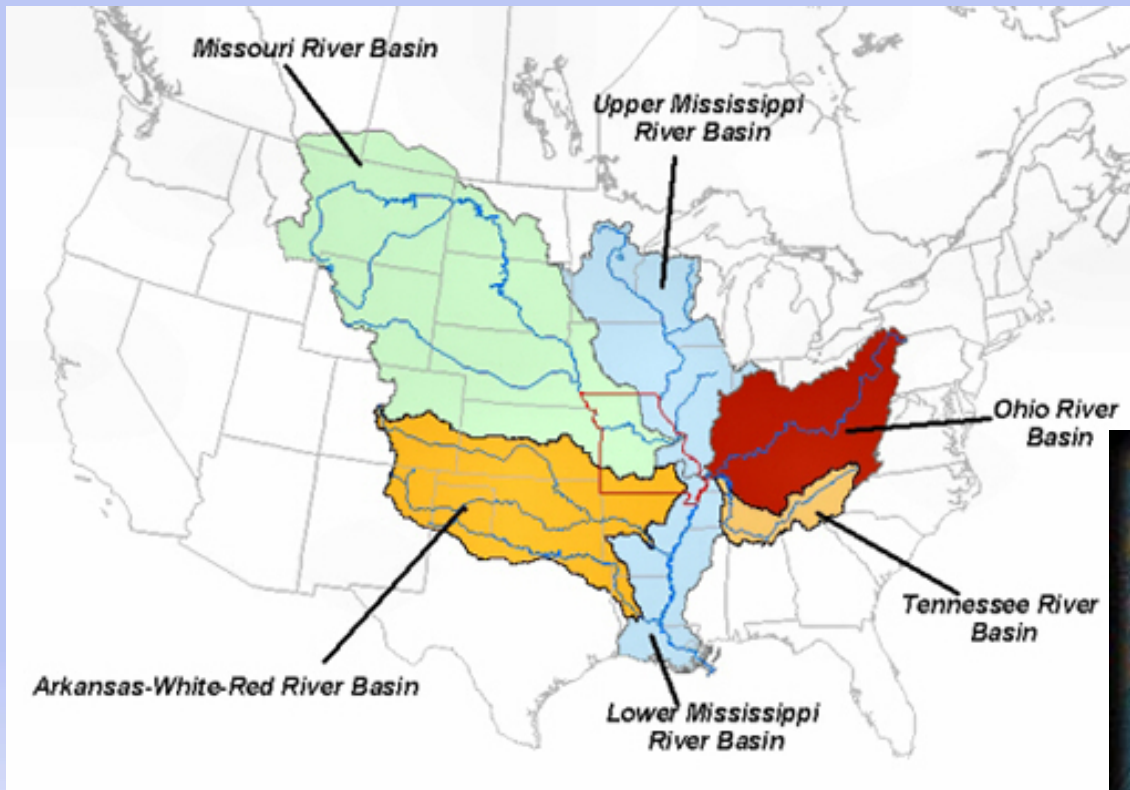 Missouri River Basin
Upper Mississippi
River Basin
Ohio River
Basin
Tennessee River
Basin
Arkansas-White-Red River Basin
Lower Mississippi
River Basin